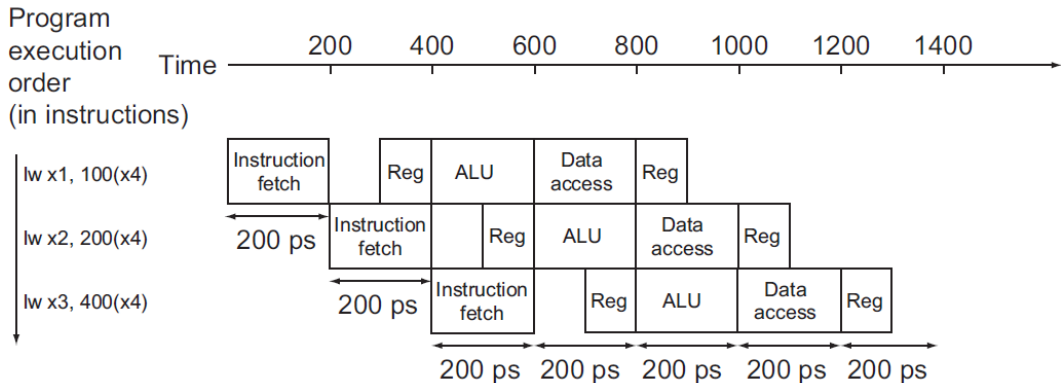 Program
execution
order
(in instructions)
Time
200 400 600 800 1000 1200 1400
lw x1, 100(x4)
Instruction
fetch
Reg
ALU
Data
access
Reg
200 ps
lw x2, 200(x4)
Instruction
fetch
Reg
ALU
Data
access
Reg
200 ps
lw x3, 400(x4)
Instruction
fetch
Reg
ALU
Data
access
Reg
200 ps 200 ps 200 ps 200 ps 200 ps